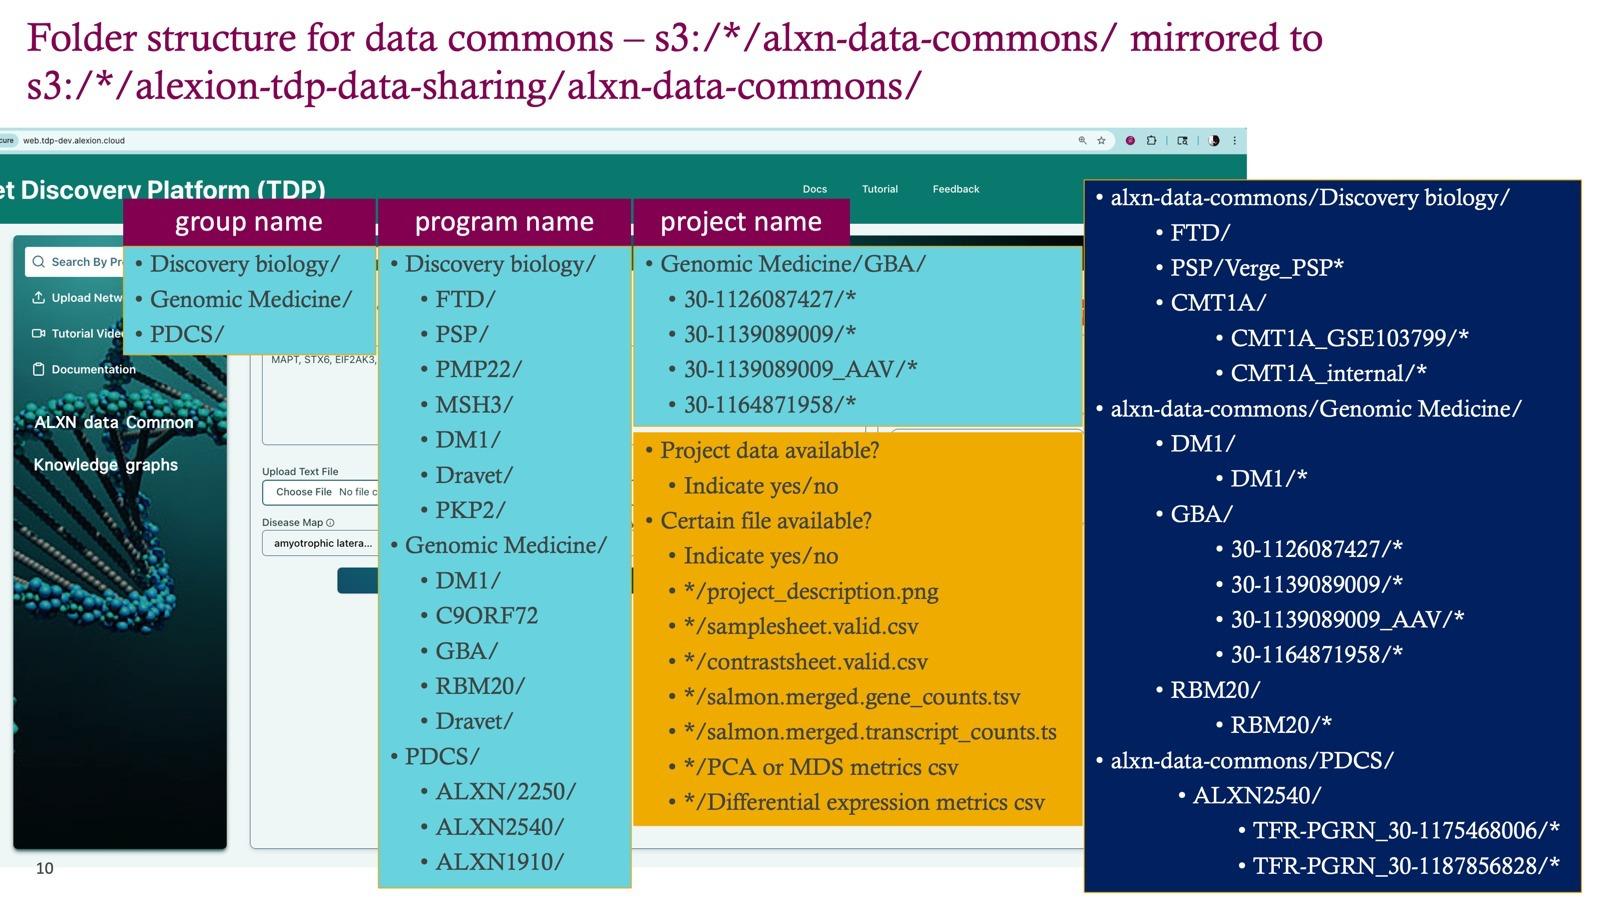 Folder structure for data commons – s3:/*/alxn-data-commons/ mirrored to
s3:/*/alexion-tdp-data-sharing/alxn-data-commons/
web.tdp-dev.alexion.cloud
Discovery Platform (TDP)
Docs
Tutorial
Feedback
Search By
Upload
Tutorial
Documentation
ALXN data Common
Knowledge graphs
MAPT, STX6, EIF2AK3,
Upload Text File
Choose File No file
Disease Map
amyotrophic latera...
group name
• Discovery biology/
• Genomic Medicine/
• PDCS/
program name
• Discovery biology/
• FTD/
• PSP/
• PMP22/
• MSH3/
• DM1/
• Dravet/
• PKP2/
• Genomic Medicine/
• DM1/
• C9ORF72
• GBA/
• RBM20/
• Dravet/
• PDCS/
• ALXN/2250/
• ALXN2540/
• ALXN1910/
project name
• Genomic Medicine/GBA/
• 30-1126087427/*
• 30-1139089009/*
• 30-1139089009_AAV/*
• 30-1164871958/*
• Project data available?
• Indicate yes/no
• Certain file available?
• Indicate yes/no
• */project_description.png
• */samplesheet.valid.csv
• */contrastsheet.valid.csv
• */salmon.merged.gene_counts.tsv
• */salmon.merged.transcript_counts.ts
• */PCA or MDS metrics csv
• */Differential expression metrics csv
• alxn-data-commons/Discovery biology/
• FTD/
• PSP/Verge_PSP*
• CMT1A/
• CMT1A_GSE103799/*
• CMT1A_internal/*
• alxn-data-commons/Genomic Medicine/
• DM1/
• DM1/*
• GBA/
• 30-1126087427/*
• 30-1139089009/*
• 30-1139089009_AAV/*
• 30-1164871958/*
• RBM20/
• RBM20/*
• alxn-data-commons/PDCS/
• ALXN2540/
• TFR-PGRN_30-1175468006/*
• TFR-PGRN_30-1187856828/*
10